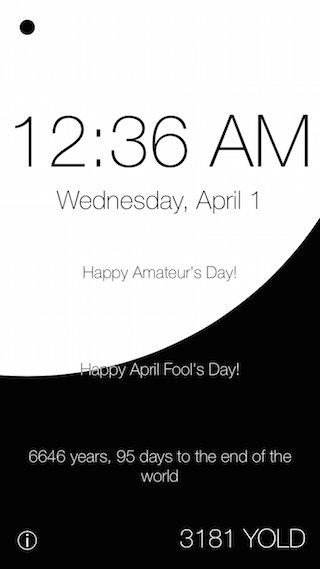 12:36 AM
Wednesday, April 1
Happy Amateur's Day!
Happy April Fool's Day!
6646 years, 95 days to the end of the
world
3181 YOLD